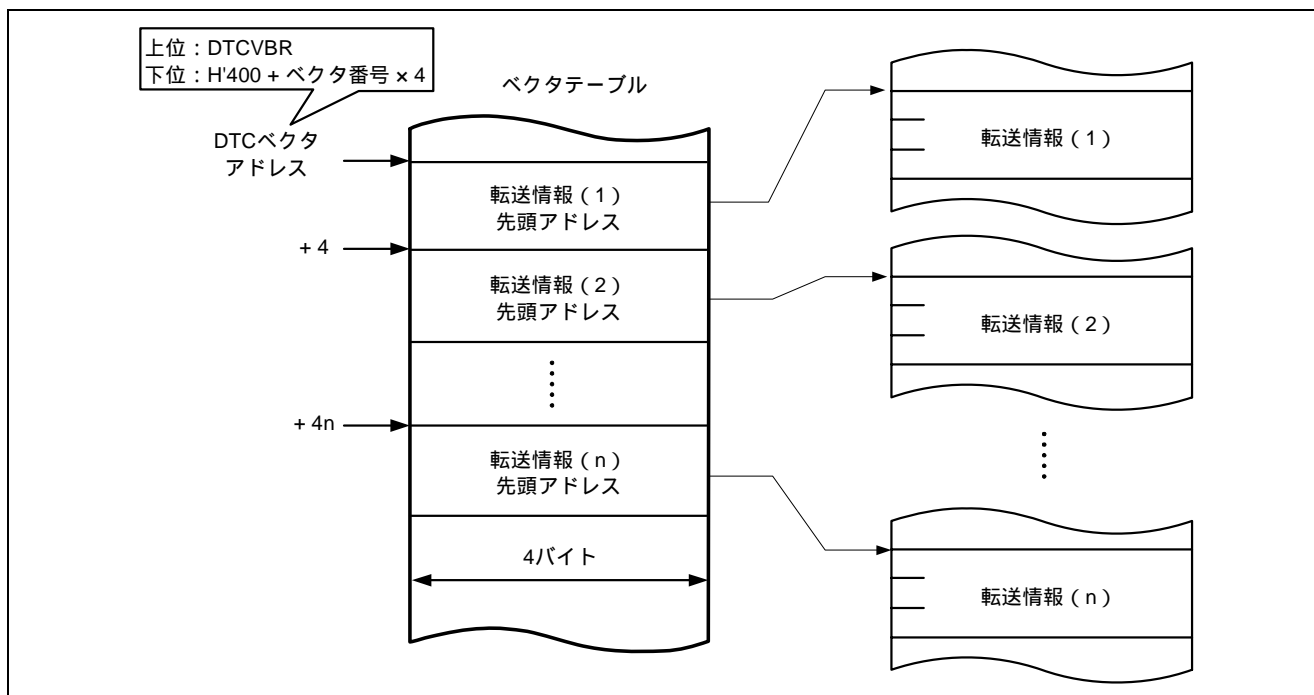 上位：DTCVBR
下位：H'400 + ベクタ番号 × 4
ベクタテーブル
DTCベクタ
アドレス
転送情報（1）
先頭アドレス
転送情報（1）
+ 4
転送情報（2）
先頭アドレス
転送情報（2）
+ 4n
転送情報（n）
先頭アドレス
4バイト
転送情報（n）